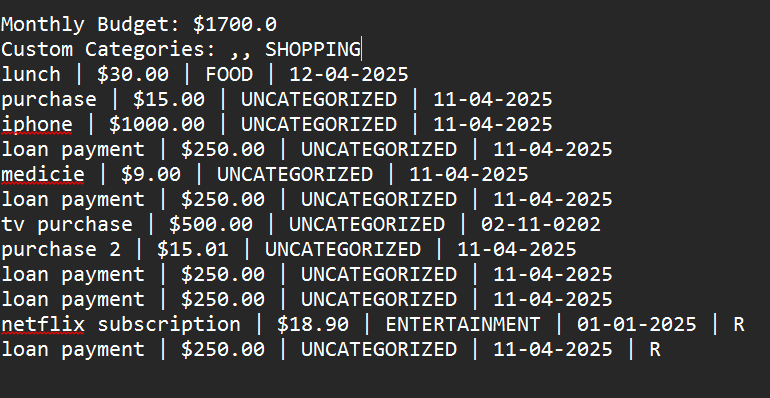 Monthly Budget: $1700.0
Custom Categories: ,, SHOPPING
lunch | $30.00 | FOOD | 12-04-2025
purchase | $15.00 | UNCATEGORIZED | 11-04-2025
iphone | $1000.00 | UNCATEGORIZED | 11-04-2025
loan payment | $250.00 | UNCATEGORIZED | 11-04-2025
medicie | $9.00 | UNCATEGORIZED | 11-04-2025
loan payment | $250.00 | UNCATEGORIZED | 11-04-2025
tv purchase | $500.00 | UNCATEGORIZED | 02-11-0202
purchase 2 | $15.01 | UNCATEGORIZED | 11-04-2025
loan payment | $250.00 | UNCATEGORIZED | 11-04-2025
loan payment | $250.00 | UNCATEGORIZED | 11-04-2025
netflix subscription | $18.90 | ENTERTAINMENT | 01-01-2025 | R
loan payment | $250.00 | UNCATEGORIZED | 11-04-2025 | R